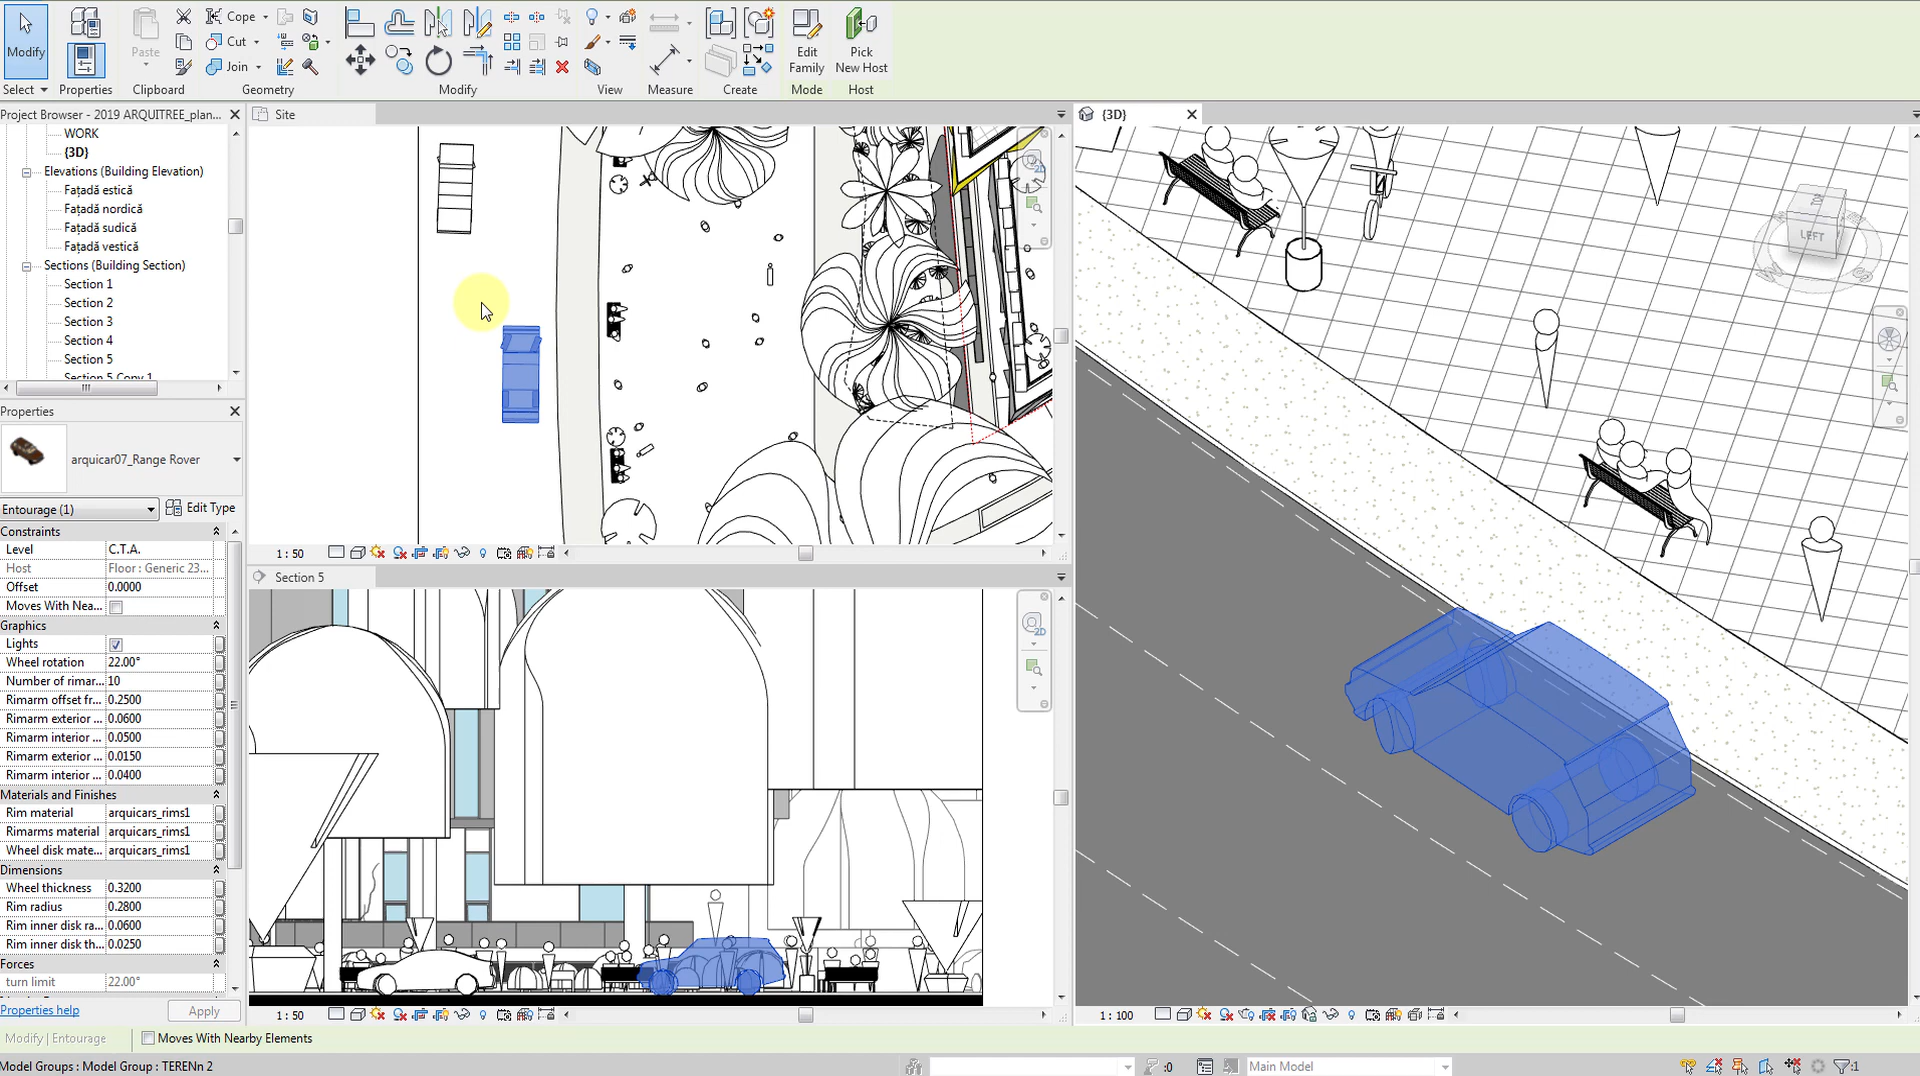 Modify
Select
Properties
Paste
Clipboard
Cope
Cut
Join
Geometry
Modify
View
Measure
Create
Edit Family
Mode
Pick New Host
Host
Project Browser - 2019 ARQUITREE_plan...
WORK
{3D}
Elevations (Building Elevation)
Fațadă estică
Fațadă nordică
Fațadă sudică
Fațadă vestică
Sections (Building Section)
Section 1
Section 2
Section 3
Section 4
Section 5
Section 5 Copy 1
Properties
arquicar07_Range Rover
Entourage (1)
Edit Type
Constraints
Level C.T.A.
Host Floor : Generic 23...
Offset 0.0000
Moves With Nea...
Graphics
Lights
Wheel rotation 22.00°
Number of rimar... 10
Rimarm offset fr... 0.2500
Rimarm exterior ... 0.0600
Rimarm interior ... 0.0500
Rimarm exterior ... 0.0150
Rimarm interior ... 0.0400
Materials and Finishes
Rim material arquicars_rims1
Rimarms material arquicars_rims1
Wheel disk mate... arquicars_rims1
Dimensions
Wheel thickness 0.3200
Rim radius 0.2800
Rim inner disk ra... 0.0600
Rim inner disk th... 0.0250
Forces
turn limit 22.00°
Properties help
Apply
Site
1 : 50
Section 5
2D
1 : 50
{3D}
LEFT
1 : 100
Modify | Entourage
Moves With Nearby Elements
Model Groups : Model Group : TERENn 2
:0
Main Model
:1